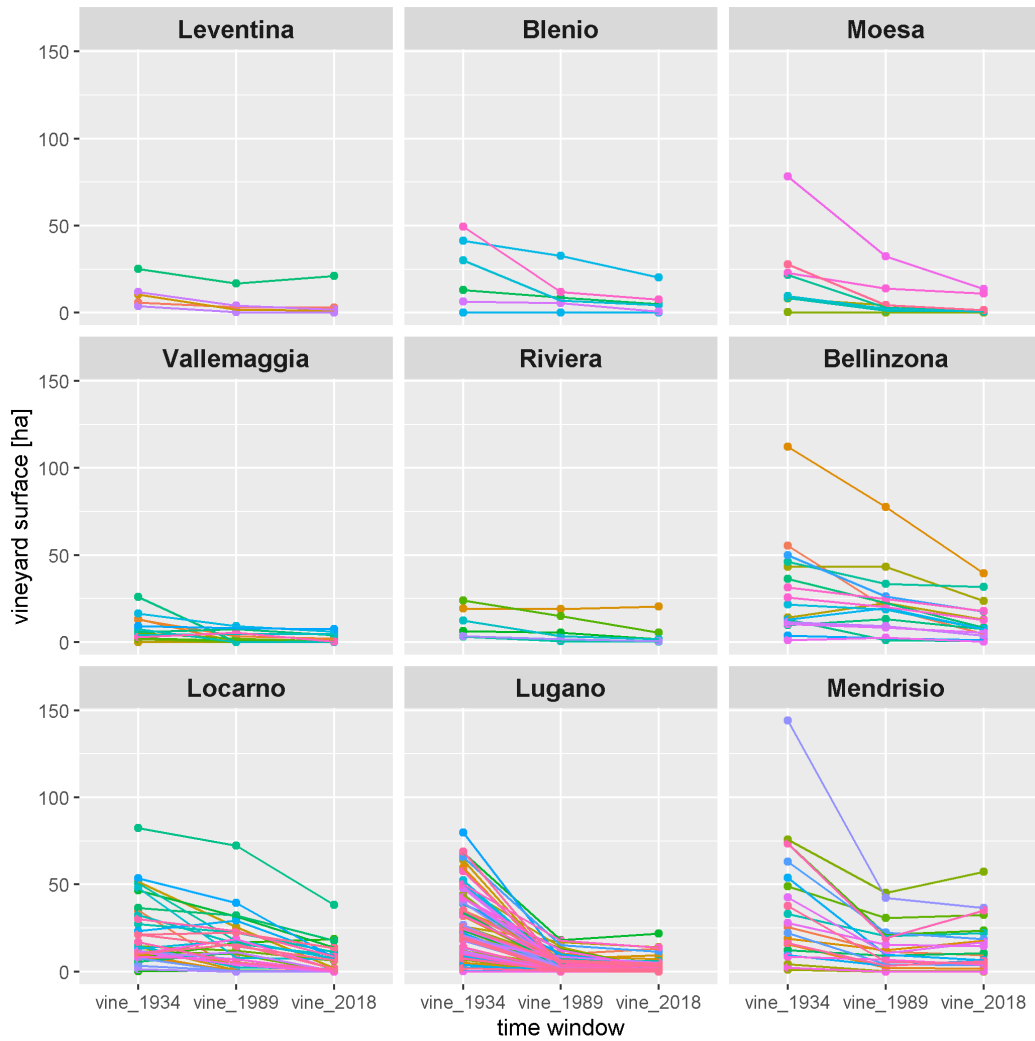 Leventina Blenio Moesa
150
100
50
0
Vallemaggia Riviera Bellinzona
150
100
50
0
vineyard surface [ha]
Locarno Lugano Mendrisio
150
100
50
0
vine_1934 vine_1989 vine_2018 vine_1934 vine_1989 vine_2018 vine_1934 vine_1989 vine_2018
time window